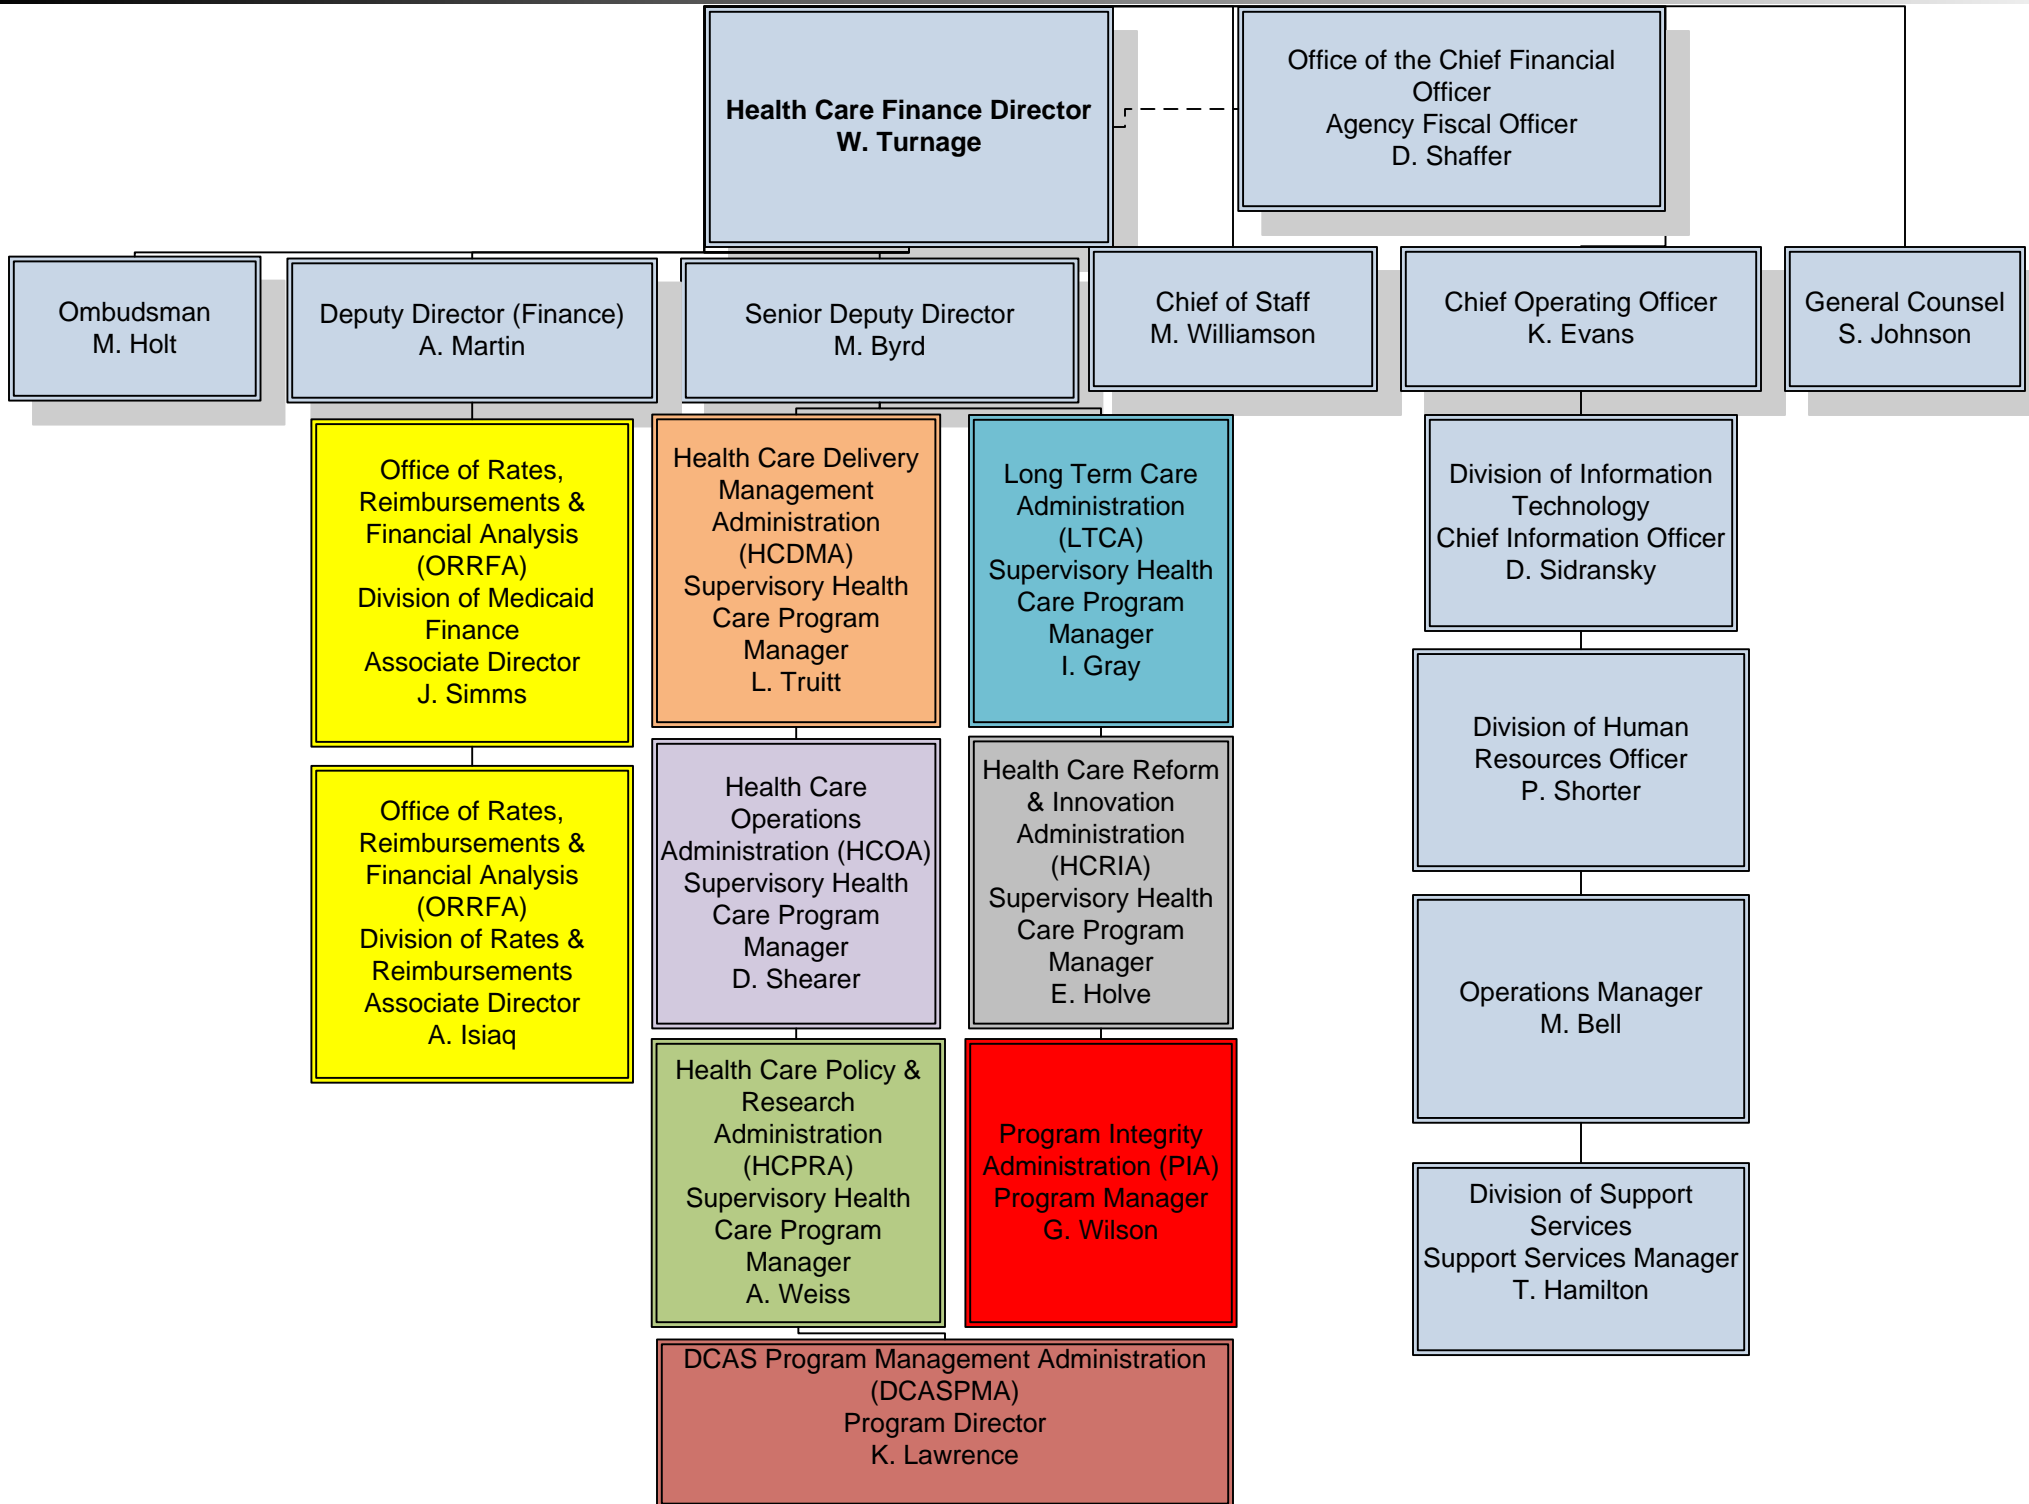 Health Care Finance Director
W. Turnage
Office of the Chief Financial
Officer
Agency Fiscal Officer
D. Shaffer
Ombudsman
M. Holt
Deputy Director (Finance)
A. Martin
Senior Deputy Director
M. Byrd
Chief of Staff
M. Williamson
Chief Operating Officer
K. Evans
General Counsel
S. Johnson
Office of Rates,
Reimbursements &
Financial Analysis
(ORRFA)
Division of Medicaid
Finance
Associate Director
J. Simms
Health Care Delivery
Management
Administration
(HCDMA)
Supervisory Health
Care Program
Manager
L. Truitt
Long Term Care
Administration
(LTCA)
Supervisory Health
Care Program
Manager
I. Gray
Division of Information
Technology
Chief Information Officer
D. Sidransky
Office of Rates,
Reimbursements &
Financial Analysis
(ORRFA)
Division of Rates &
Reimbursements
Associate Director
A. Isiaq
Health Care
Operations
Administration (HCOA)
Supervisory Health
Care Program
Manager
D. Shearer
Health Care Reform
& Innovation
Administration
(HCRIA)
Supervisory Health
Care Program
Manager
E. Holve
Division of Human
Resources Officer
P. Shorter
Operations Manager
M. Bell
Health Care Policy &
Research
Administration
(HCPRA)
Supervisory Health
Care Program
Manager
A. Weiss
Program Integrity
Administration (PIA)
Program Manager
G. Wilson
Division of Support
Services
Support Services Manager
T. Hamilton
DCAS Program Management Administration
(DCASPMA)
Program Director
K. Lawrence